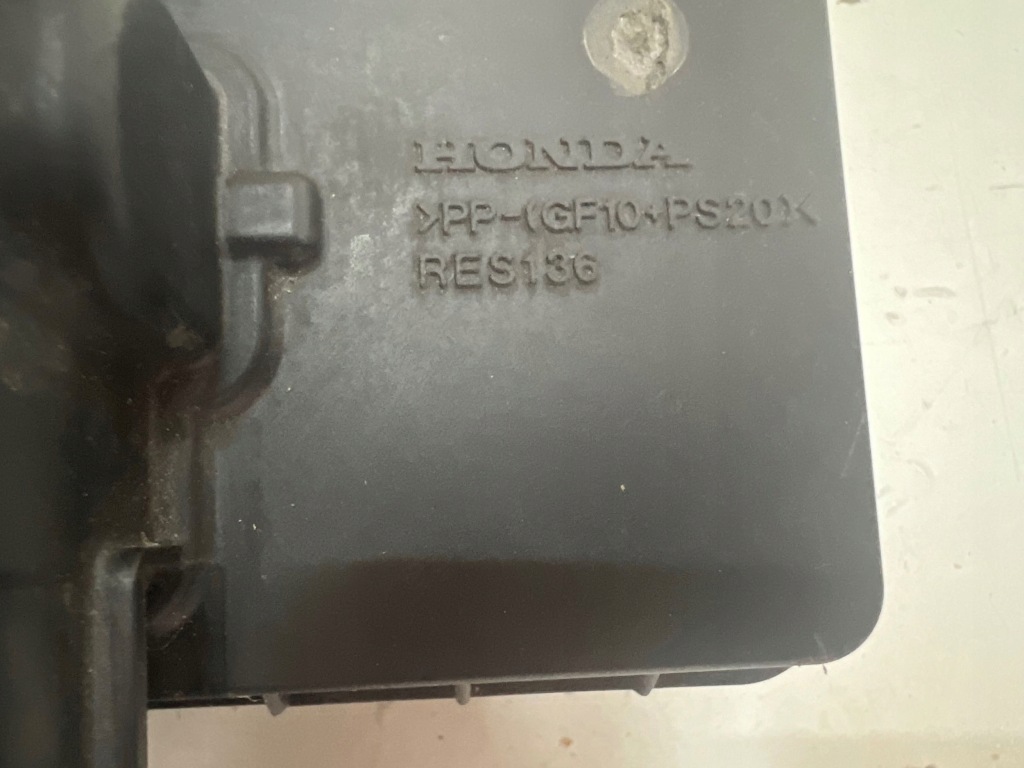 HONDA
>PP-(GF10+PS20)<
RES136